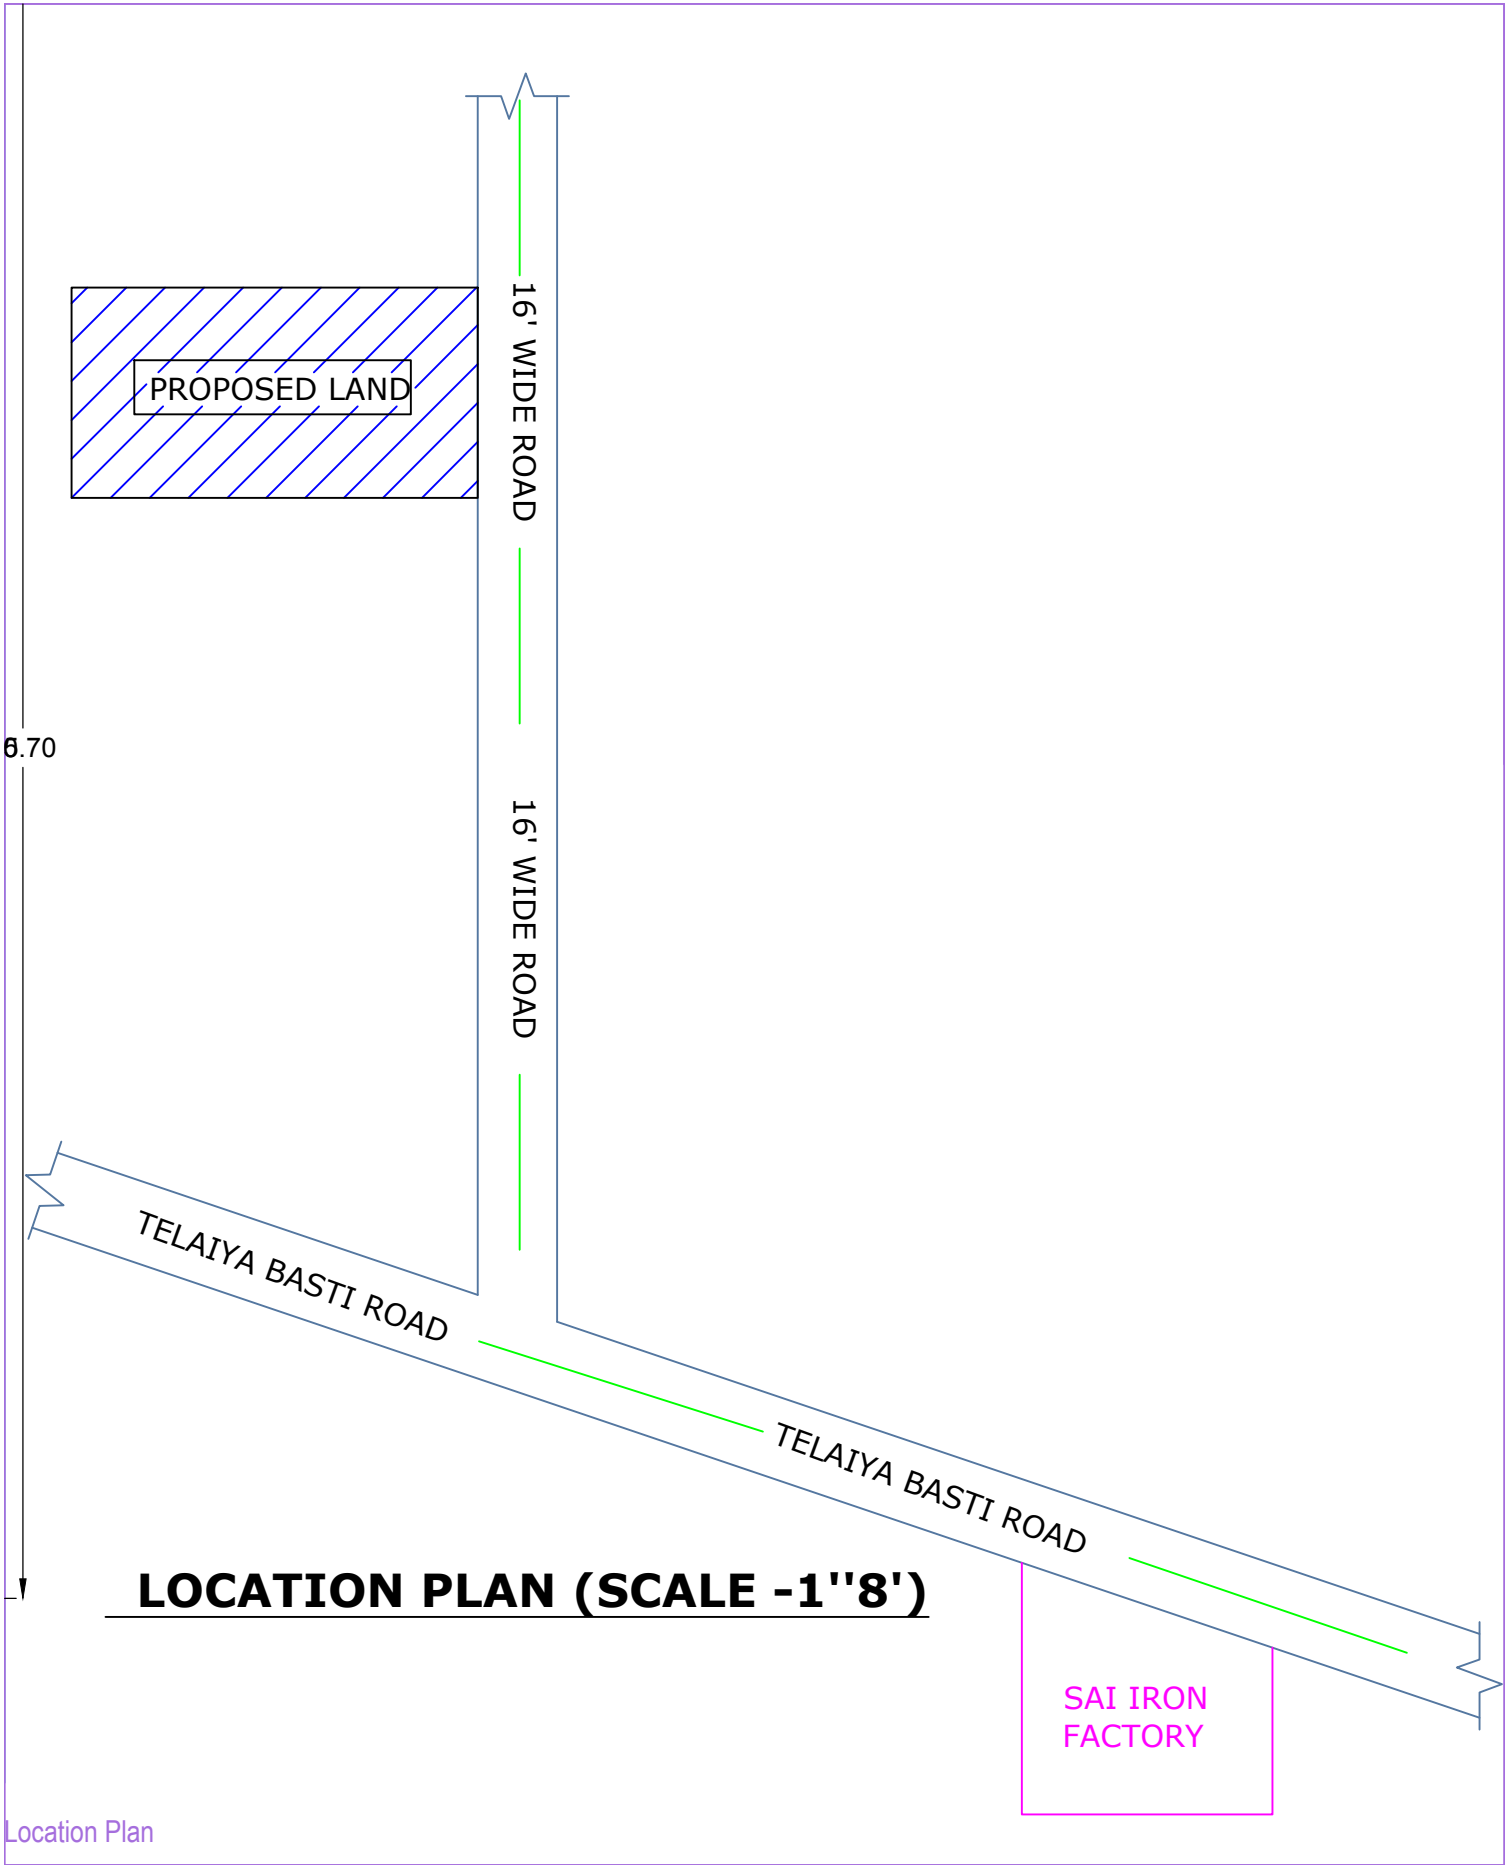 16' WIDE ROAD
PROPOSED LAND
.70
16' WIDE ROAD
TELAIYA BASTI ROAD
TELAIYA BASTI ROAD
LOCATION PLAN (SCALE -1''8')
SAI IRON
FACTORY
Location Plan